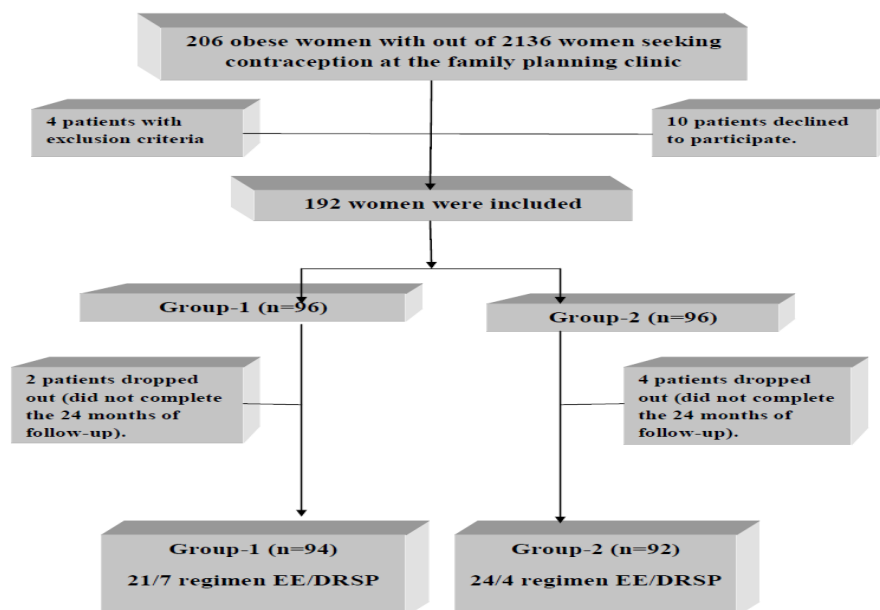 206 obese women with out of 2136 women seeking
contraception at the family planning clinic
4 patients with
exclusion criteria
10 patients declined
to participate.
192 women were included
Group-1 (n=96)
Group-2 (n=96)
2 patients dropped
out (did not complete
the 24 months of
follow-up).
4 patients dropped
out (did not complete
the 24 months of
follow-up).
Group-1 (n=94)
21/7 regimen EE/DRSP
Group-2 (n=92)
24/4 regimen EE/DRSP